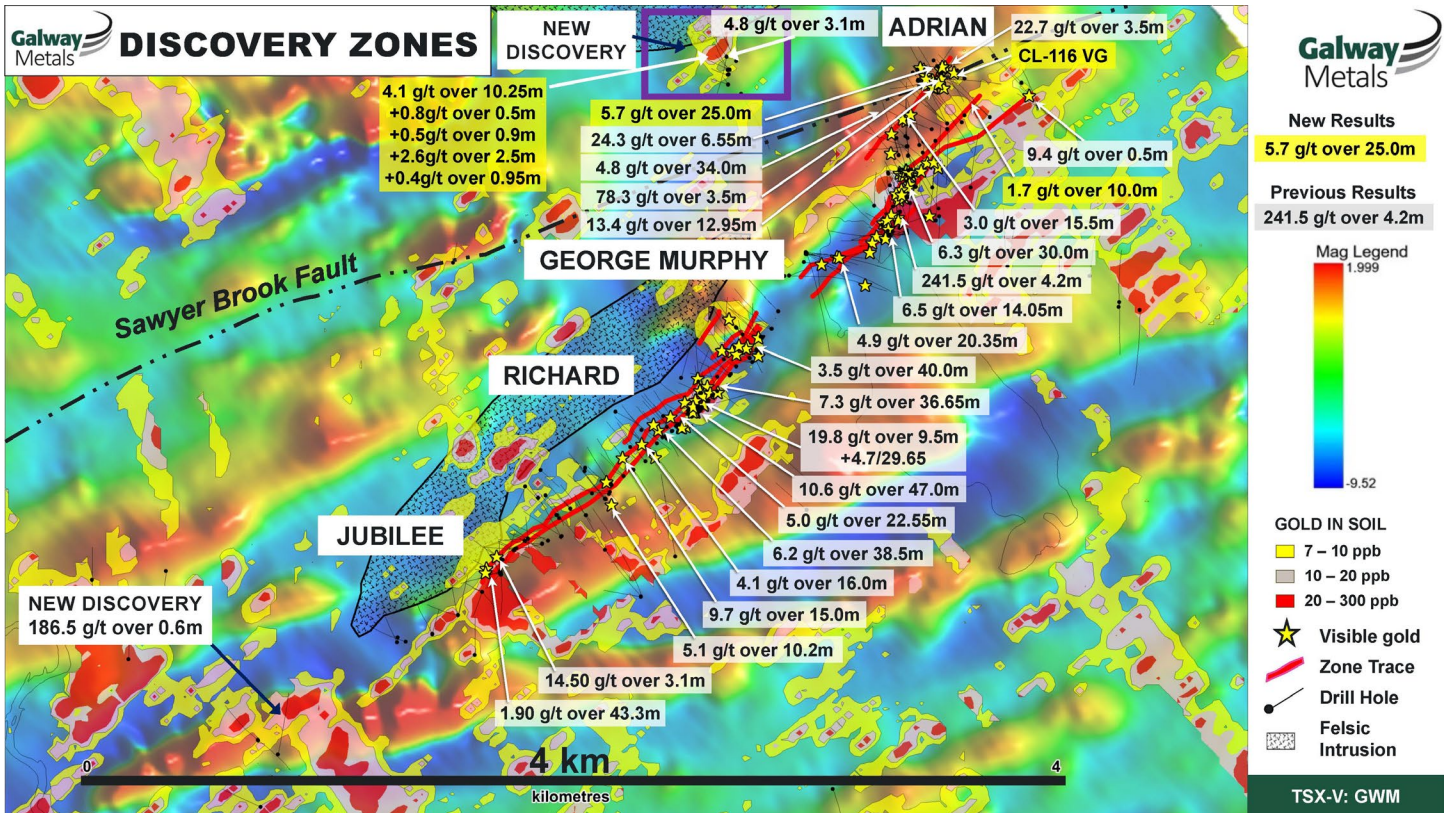 Galway
Metals
DISCOVERY ZONES
NEW
DISCOVERY
4.8 g/t over 3.1m
ADRIAN
22.7 g/t over 3.5m
CL-116 VG
4.1 g/t over 10.25m
+0.8g/t over 0.5m
+0.5g/t over 0.9m
+2.6g/t over 2.5m
+0.4g/t over 0.95m
5.7 g/t over 25.0m
24.3 g/t over 6.55m
4.8 g/t over 34.0m
78.3 g/t over 3.5m
13.4 g/t over 12.95m
9.4 g/t over 0.5m
1.7 g/t over 10.0m
3.0 g/t over 15.5m
6.3 g/t over 30.0m
241.5 g/t over 4.2m
6.5 g/t over 14.05m
4.9 g/t over 20.35m
GEORGE MURPHY
Sawyer Brook Fault
3.5 g/t over 40.0m
RICHARD
7.3 g/t over 36.65m
19.8 g/t over 9.5m
+4.7/29.65
10.6 g/t over 47.0m
5.0 g/t over 22.55m
6.2 g/t over 38.5m
4.1 g/t over 16.0m
9.7 g/t over 15.0m
5.1 g/t over 10.2m
14.50 g/t over 3.1m
1.90 g/t over 43.3m
JUBILEE
NEW DISCOVERY
186.5 g/t over 0.6m
0
4 km
4
kilometres
Galway
Metals
New Results
5.7 g/t over 25.0m
Previous Results
241.5 g/t over 4.2m
Mag Legend
1.999
-9.52
GOLD IN SOIL
7 – 10 ppb
10 – 20 ppb
20 – 300 ppb
Visible gold
Zone Trace
Drill Hole
Felsic
Intrusion
TSX-V: GWM